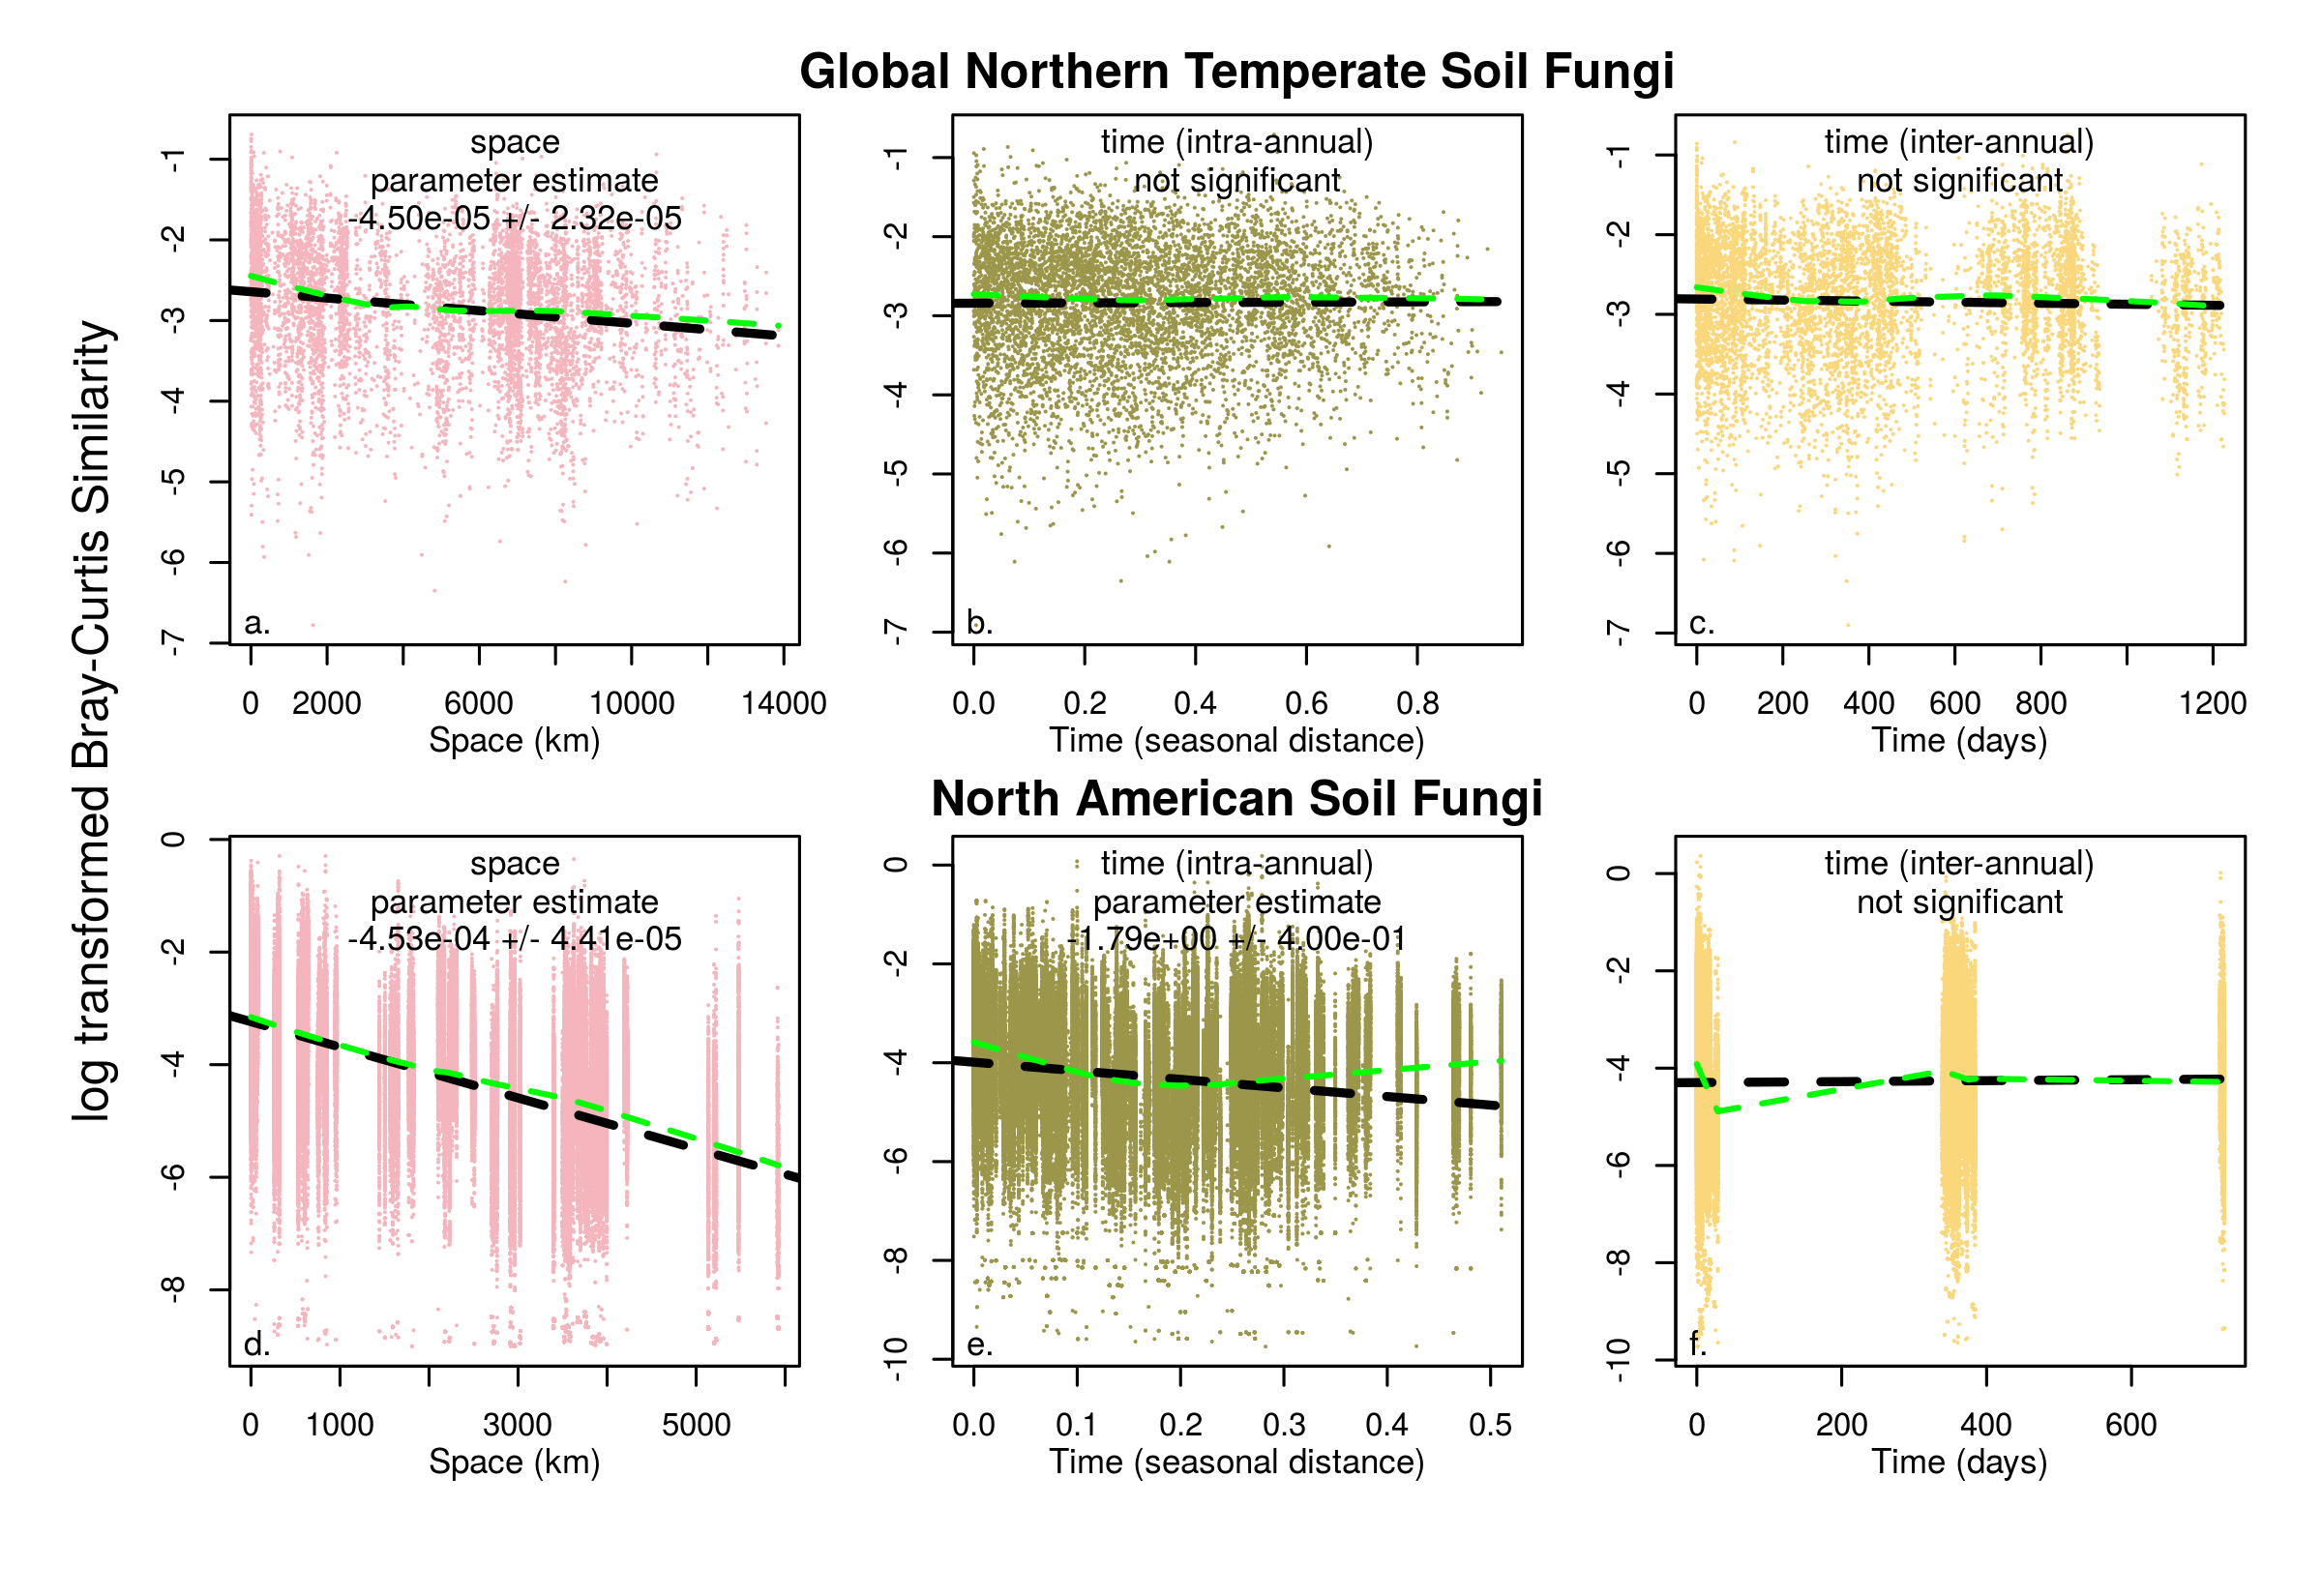 Global Northern Temperate Soil Fungi
log transformed Bray-Curtis Similarity
space
parameter estimate
-4.50e-05 +/- 2.32e-05
-1
-2
-3
-4
-5
-6
-7
a.
0 2000 6000 10000 14000
Space (km)
time (intra-annual)
not significant
-1
-2
-3
-4
-5
-6
-7
b.
0.0 0.2 0.4 0.6 0.8
Time (seasonal distance)
time (inter-annual)
not significant
-1
-2
-3
-4
-5
-6
-7
c.
0 200 400 600 800 1200
Time (days)
North American Soil Fungi
space
parameter estimate
-4.53e-04 +/- 4.41e-05
0
-2
-4
-6
-8
d.
0 1000 3000 5000
Space (km)
time (intra-annual)
parameter estimate
-1.79e+00 +/- 4.00e-01
0
-2
-4
-6
-8
-10
e.
0.0 0.1 0.2 0.3 0.4 0.5
Time (seasonal distance)
time (inter-annual)
not significant
0
-2
-4
-6
-8
-10
f.
0 200 400 600
Time (days)